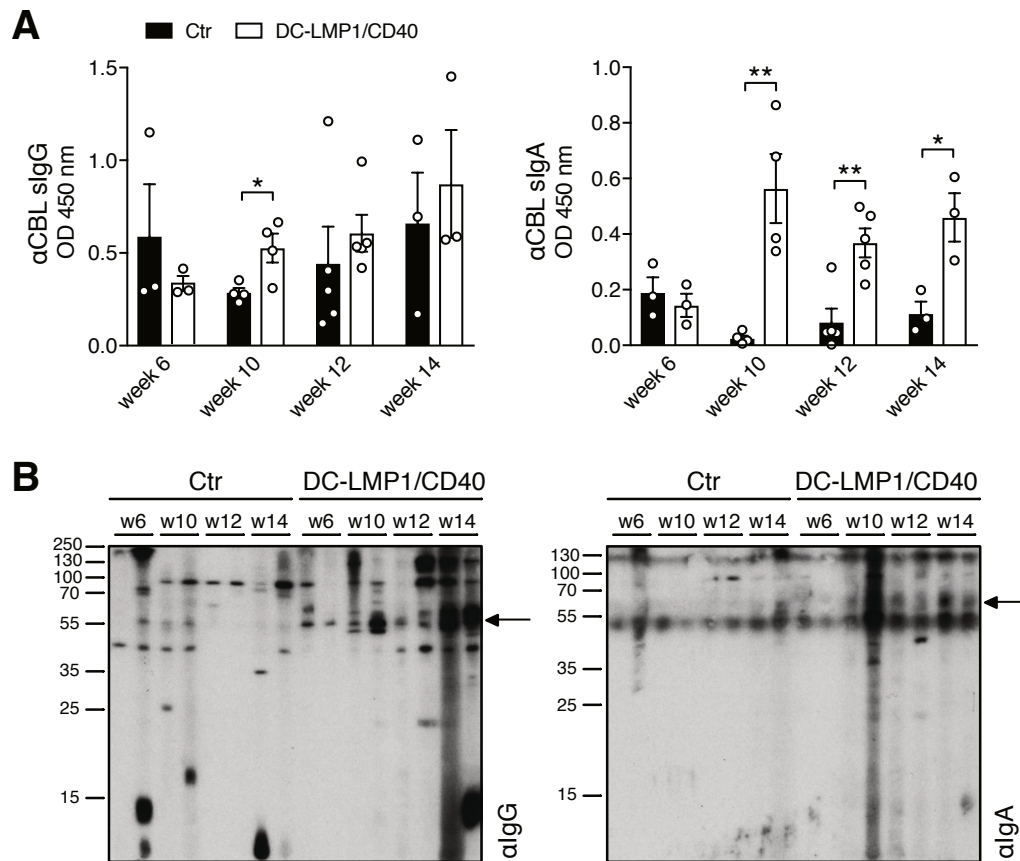 A
Ctr DC-LMP1/CD40
αCBL sIgG
OD 450 nm
1.5
1.0
0.5
0.0
*
week 6 week 10 week 12 week 14
αCBL sIgA
OD 450 nm
1.0
0.8
0.6
0.4
0.2
0.0
** ** *
week 6 week 10 week 12 week 14
B
Ctr DC-LMP1/CD40
w6 w10 w12 w14 w6 w10 w12 w14
250
130
100
70
55
35
25
15
αIgG
Ctr DC-LMP1/CD40
w6 w10 w12 w14 w6 w10 w12 w14
130
100
70
55
35
25
15
αIgA